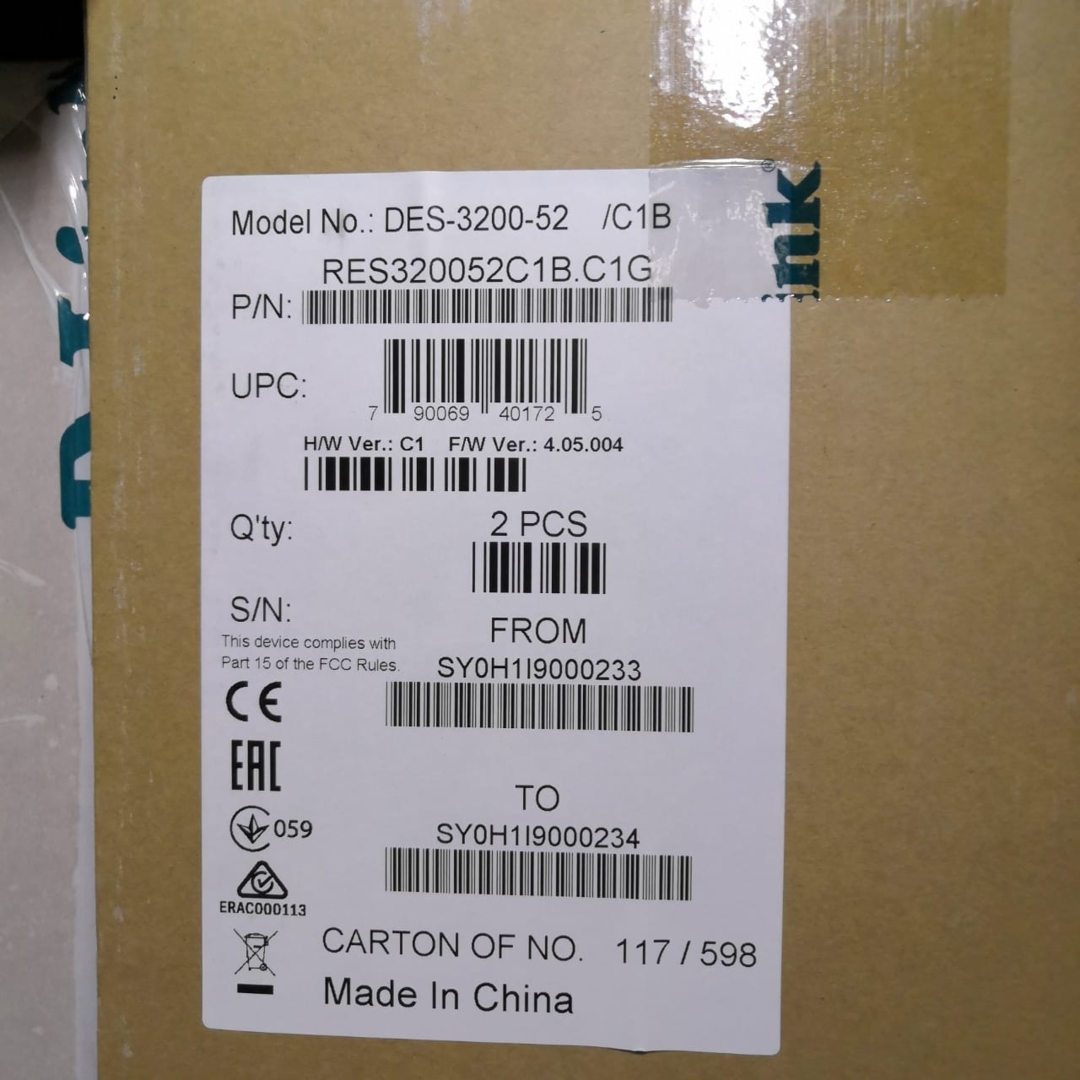 Model No.: DES-3200-52 /C1B
RES320052C1B.C1G
P/N:
UPC:
7 90069 40172 5
H/W Ver.: C1 F/W Ver.: 4.05.004
Q'ty: 2 PCS
S/N:
FROM
This device complies with
Part 15 of the FCC Rules.
SY0H1I9000233
CE
EAC
TO
059
SY0H1I9000234
ERAC000113
CARTON OF NO. 117 / 598
Made In China
ink®
D-Li